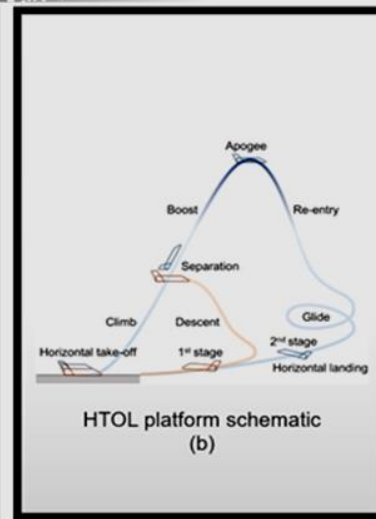 Apogee
Boost
Re-entry
Separation
Climb
Descent
Glide
Horizontal take-off
1st stage
2nd stage
Horizontal landing
HTOL platform schematic
(b)